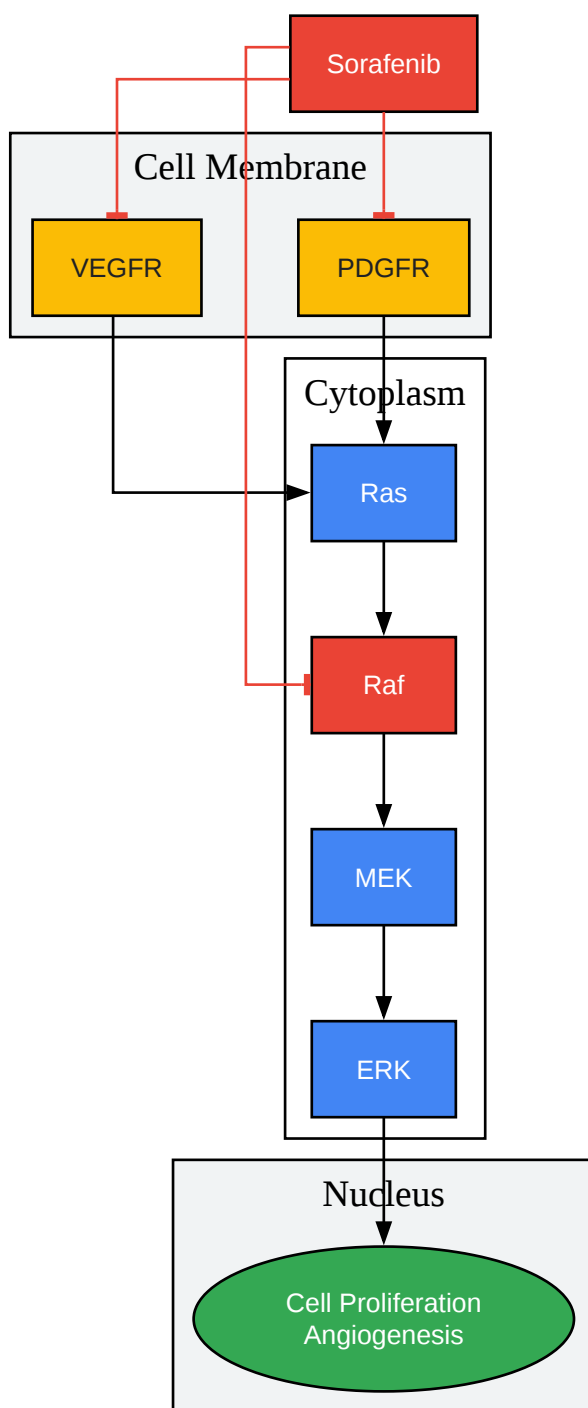 Sorafenib
Cell Membrane
VEGFR
PDGFR
Cytoplasm
Ras
Raf
MEK
ERK
Nucleus
Cell Proliferation
Angiogenesis